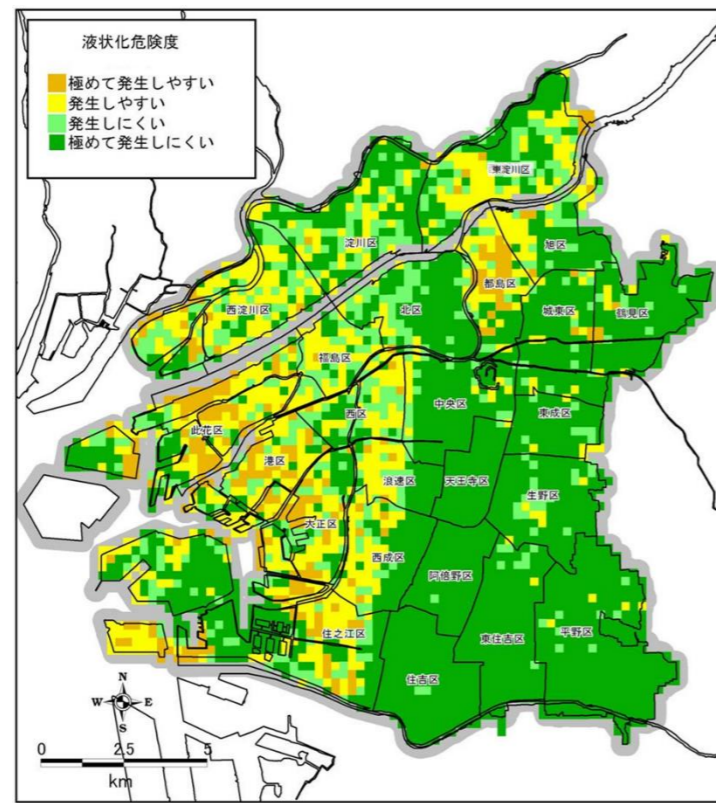 液状化危険度
極めて発生しやすい
発生しやすい
発生しにくい
極めて発生しにくい
東淀川区
淀川区
旭区
都島区
西淀川区
北区
城東区
鶴見区
福島区
西区
中央区
東成区
此花区
港区
浪速区
天王寺区
生野区
大正区
西成区
阿倍野区
住之江区
東住吉区
平野区
住吉区
N
W E
S
0 2.5 5
km